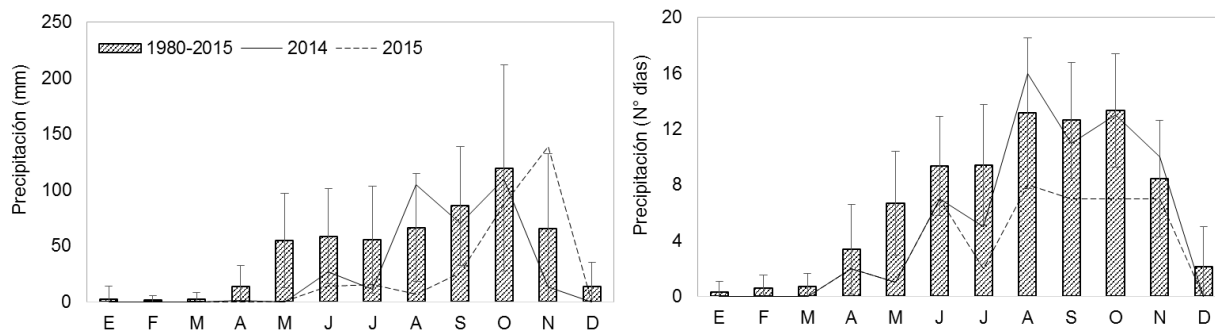 250
200
150
100
50
0
Precipitación (mm)
1980-2015 2014 2015
E F M A M J J A S O N D
20
16
12
8
4
0
Precipitación (N° días)
E F M A M J J A S O N D